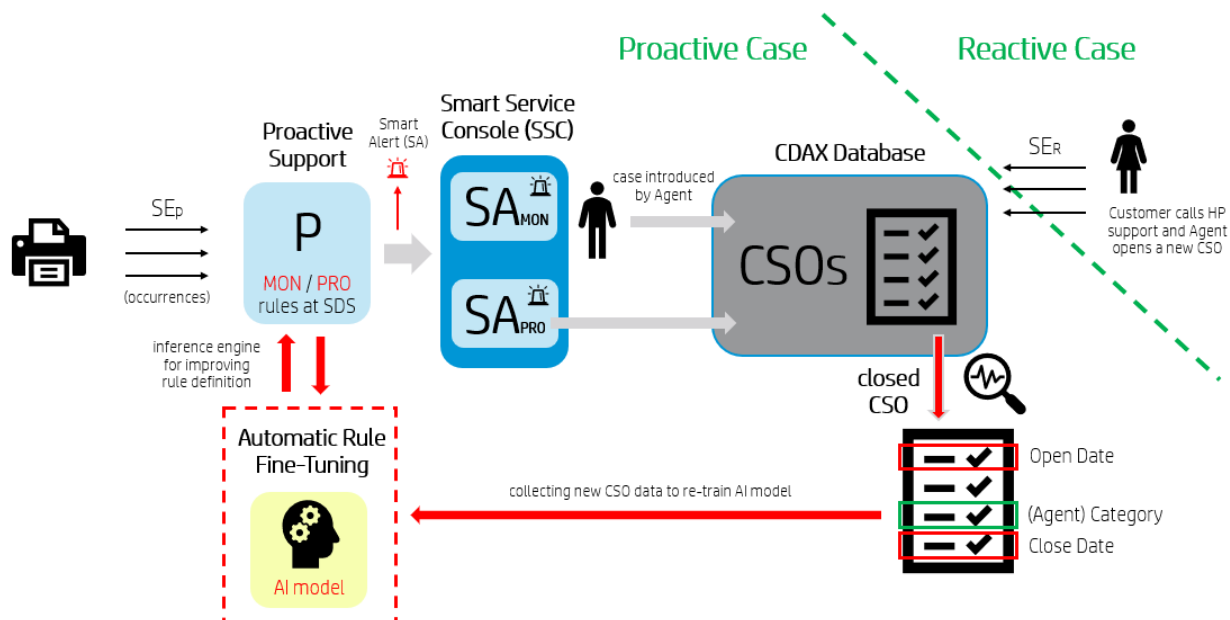 Proactive Case
Reactive Case
Smart Service
Console (SSC)
Proactive
Support
Smart
Alert (SA)
CDAX Database
SER
SEP
case introduced
by Agent
SAMON
P
CSOs
Customer calls HP
support and Agent
opens a new CSO
MON / PRO
rules at SDS
(occurrences)
SAPRO
inference engine
for improving
rule definition
closed
CSO
Automatic Rule
Fine-Tuning
Open Date
collecting new CSO data to re-train AI model
(Agent) Category
Close Date
AI model